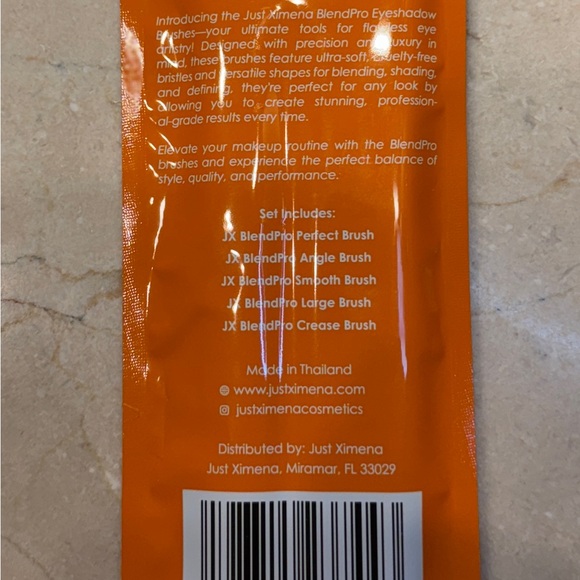 Introducing the Just Ximena BlendPro Eyeshadow
Brushes—your ultimate tools for flawless eye
artistry! Designed with precision and luxury in
mind, these brushes feature ultra-soft, cruelty-free
bristles and versatile shapes for blending, shading,
and defining, they're perfect for any look by
allowing you to create stunning, profession-
al-grade results every time.
Elevate your makeup routine with the BlendPro
brushes and experience the perfect balance of
style, quality, and performance.
Set Includes:
JX BlendPro Perfect Brush
JX BlendPro Angle Brush
JX BlendPro Smooth Brush
JX BlendPro Large Brush
JX BlendPro Crease Brush
Made in Thailand
www.justximena.com
justximenacosmetics
Distributed by: Just Ximena
Just Ximena, Miramar, FL 33029